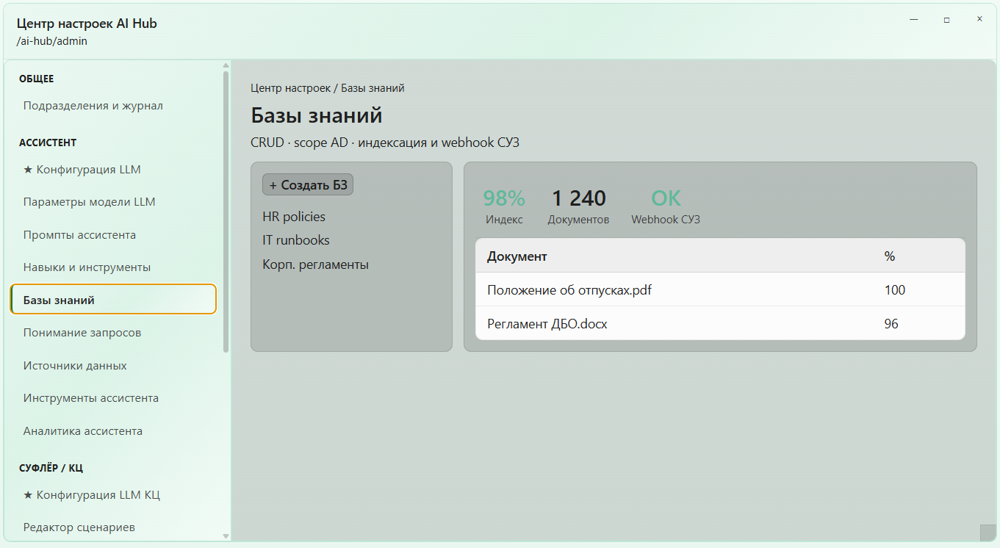 Центр настроек AI Hub
/ai-hub/admin
ОБЩЕЕ
Подразделения и журнал
АССИСТЕНТ
★ Конфигурация LLM
Параметры модели LLM
Промпты ассистента
Навыки и инструменты
Базы знаний
Понимание запросов
Источники данных
Инструменты ассистента
Аналитика ассистента
СУФЛЁР / КЦ
★ Конфигурация LLM КЦ
Редактор сценариев
Центр настроек / Базы знаний
Базы знаний
CRUD · scope AD · индексация и webhook СУЗ
+ Создать БЗ
HR policies
IT runbooks
Корп. регламенты
98% 1 240 OK
Индекс Документов Webhook СУЗ
Документ %
Положение об отпусках.pdf 100
Регламент ДБО.docx 96